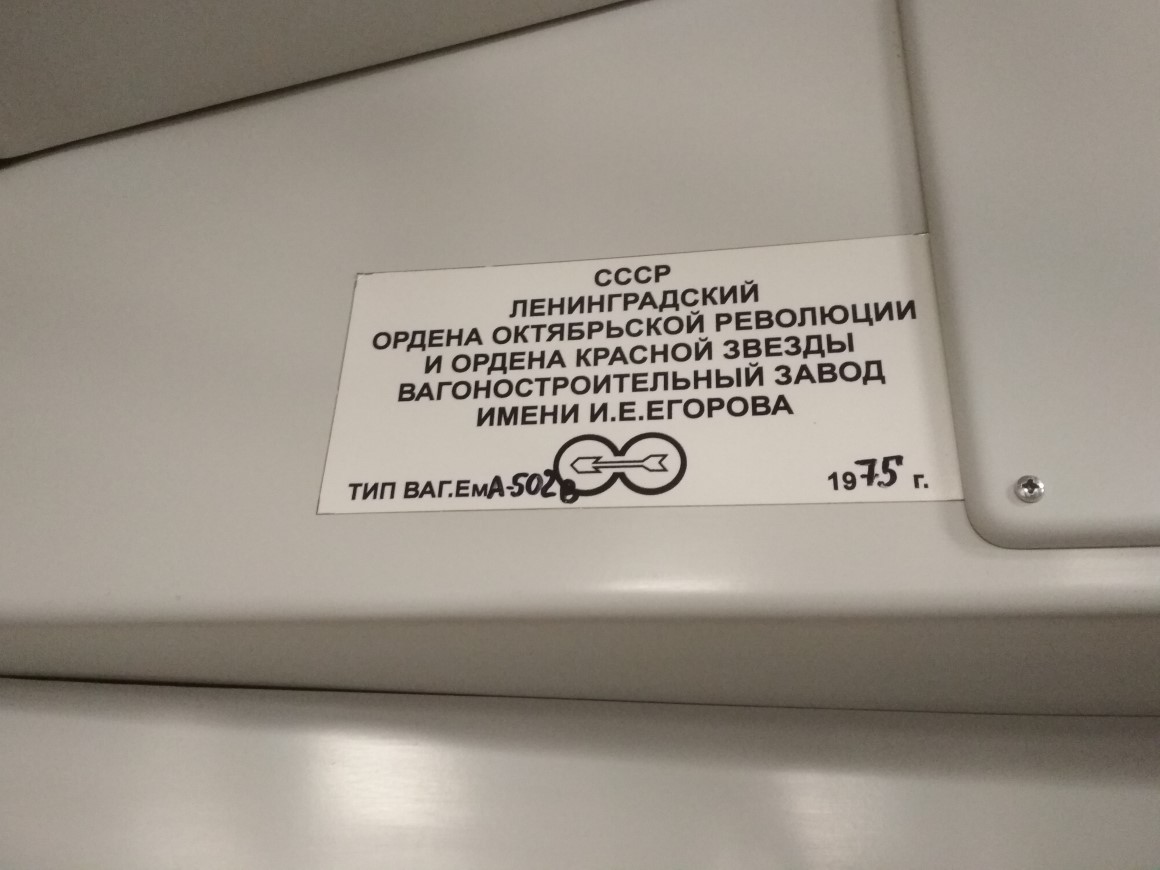 СССР
ЛЕНИНГРАДСКИЙ
ОРДЕНА ОКТЯБРЬСКОЙ РЕВОЛЮЦИИ
И ОРДЕНА КРАСНОЙ ЗВЕЗДЫ
ВАГОНОСТРОИТЕЛЬНЫЙ ЗАВОД
ИМЕНИ И.Е.ЕГОРОВА
ТИП ВАГ.ЕмА-502в 1975 г.